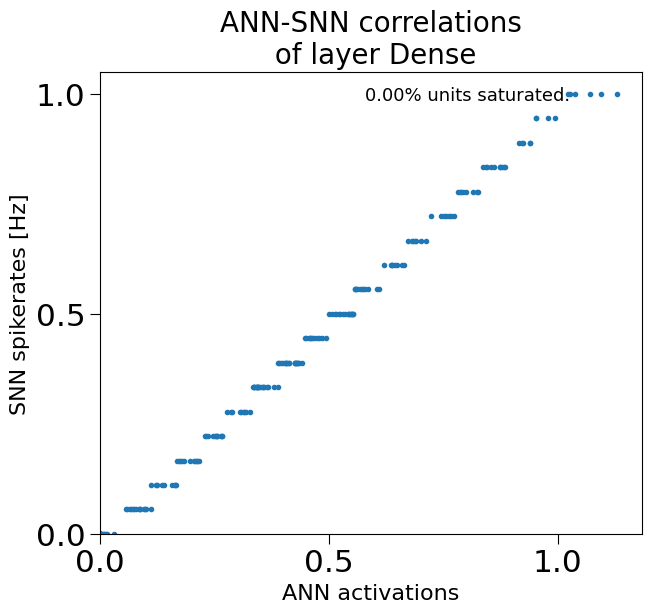 ANN-SNN correlations
of layer Dense
0.00% units saturated.
SNN spikerates [Hz]
1.0
0.5
0.0
0.0 0.5 1.0
ANN activations